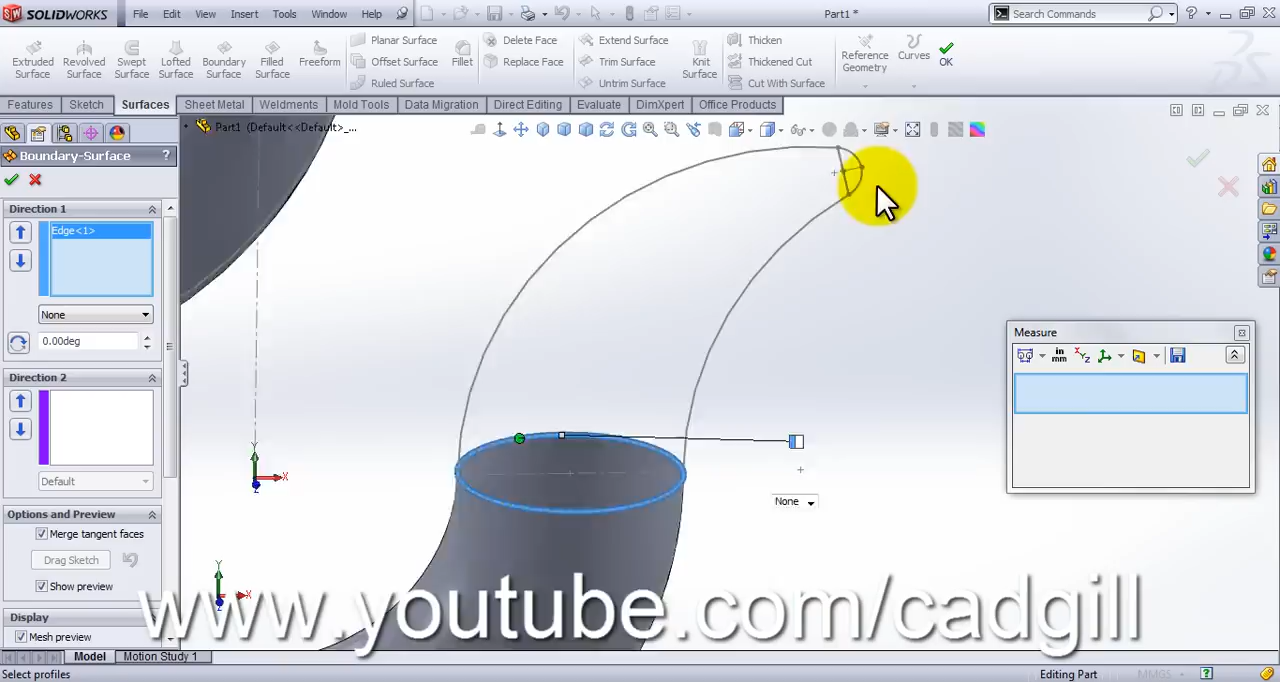 SOLIDWORKS File Edit View Insert Tools Window Help Part1 * Search Commands ?
Extruded Surface Revolved Surface Swept Surface Lofted Surface Boundary Surface Filled Surface Freeform Planar Surface Offset Surface Ruled Surface Fillet Delete Face Replace Face Extend Surface Trim Surface Untrim Surface Knit Surface Thicken Thickened Cut Cut With Surface Reference Geometry Curves OK
Features Sketch Surfaces Sheet Metal Weldments Mold Tools Data Migration Direct Editing Evaluate DimXpert Office Products
Part1 (Default<<Default>_...
Boundary-Surface ?
Direction 1
Edge<1>
None
0.00deg
Direction 2
Default
Options and Preview
Merge tangent faces
Drag Sketch
Show preview
Display
Mesh preview
Y
X
Z
Y
X
Z
None
Measure
in
mm
XYZ
www.youtube.com/cadgill
Model Motion Study 1
Select profiles Editing Part MMGS ?